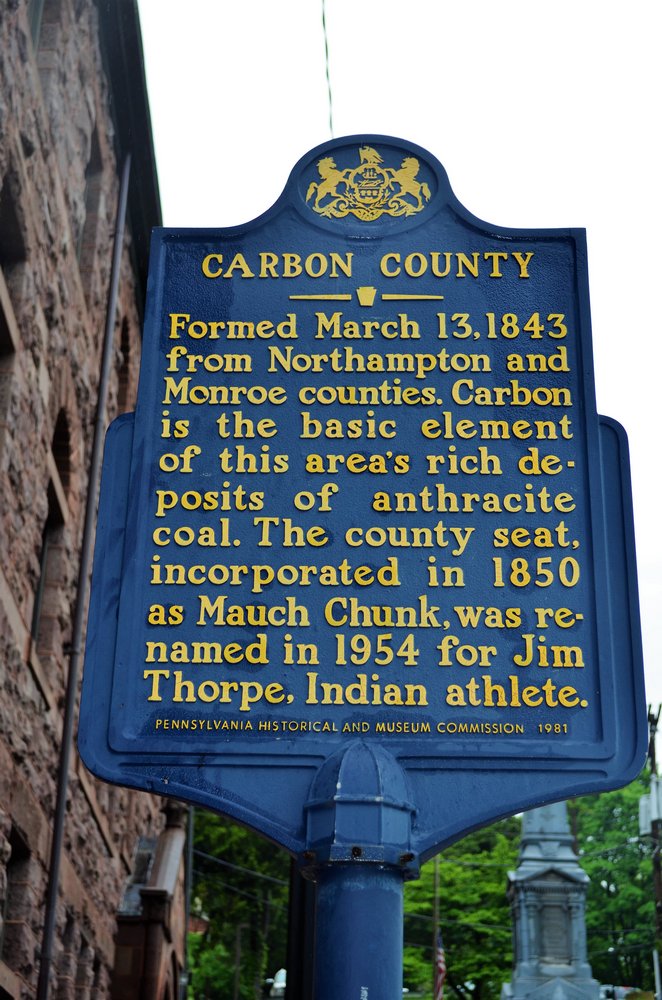 CARBON COUNTY
Formed March 13, 1843
from Northampton and
Monroe counties. Carbon
is the basic element
of this area's rich de-
posits of anthracite
coal. The county seat,
incorporated in 1850
as Mauch Chunk, was re-
named in 1954 for Jim
Thorpe, Indian athlete.
PENNSYLVANIA HISTORICAL AND MUSEUM COMMISSION 1981